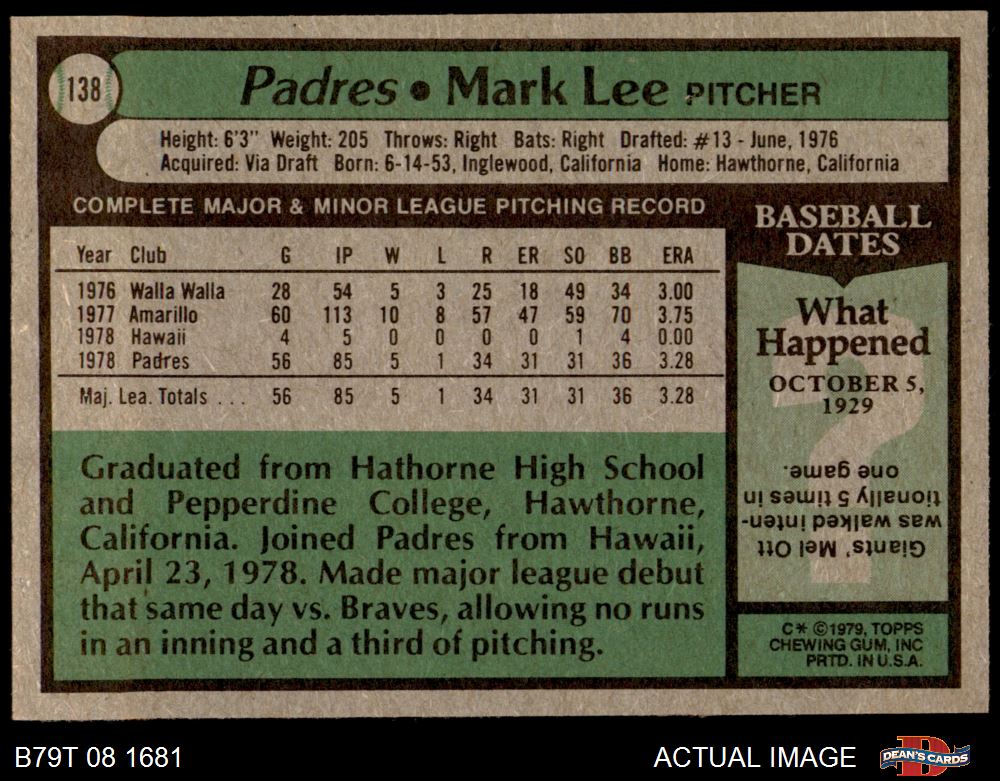 138
Padres • Mark Lee PITCHER
Height: 6'3" Weight: 205 Throws: Right Bats: Right Drafted: #13 - June, 1976
Acquired: Via Draft Born: 6-14-53, Inglewood, California Home: Hawthorne, California
COMPLETE MAJOR & MINOR LEAGUE PITCHING RECORD
Year Club G IP W L R ER SO BB ERA
1976 Walla Walla 28 54 5 3 25 18 49 34 3.00
1977 Amarillo 60 113 10 8 57 47 59 70 3.75
1978 Hawaii 4 5 0 0 0 0 1 4 0.00
1978 Padres 56 85 5 1 34 31 31 36 3.28
Maj. Lea. Totals . . . 56 85 5 1 34 31 31 36 3.28
Graduated from Hathorne High School
and Pepperdine College, Hawthorne,
California. Joined Padres from Hawaii,
April 23, 1978. Made major league debut
that same day vs. Braves, allowing no runs
in an inning and a third of pitching.
BASEBALL
DATES
What
Happened
OCTOBER 5,
1929
?
Giants' Mel Ott
was walked inten-
tionally 5 times in
one game.
C* ©1979, TOPPS
CHEWING GUM, INC
PRTD. IN U.S.A.
B79T 08 1681
ACTUAL IMAGE
DEAN'S CARDS